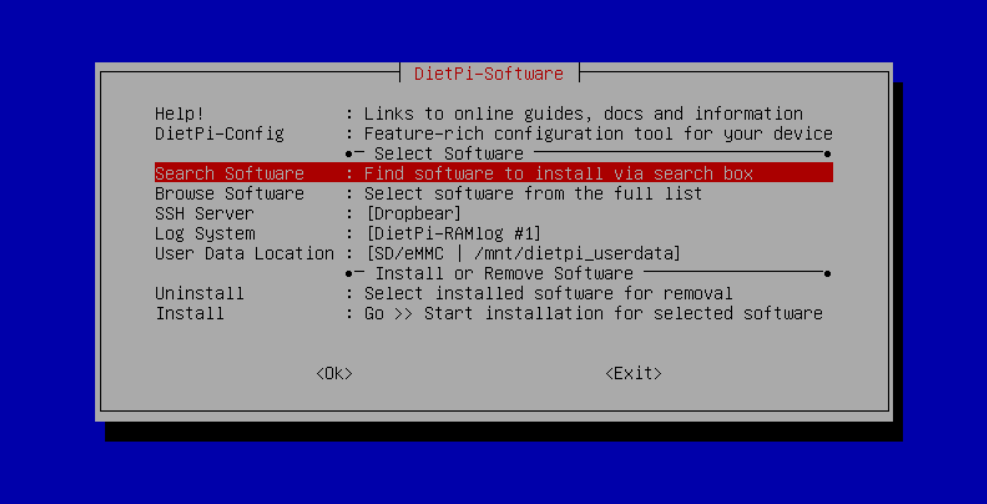 DietPi-Software
Help! : Links to online guides, docs and information
DietPi-Config : Feature-rich configuration tool for your device
●─ Select Software ─────────────●
Search Software : Find software to install via search box
Browse Software : Select software from the full list
SSH Server : [Dropbear]
Log System : [DietPi-RAMlog #1]
User Data Location : [SD/eMMC | /mnt/dietpi_userdata]
●─ Install or Remove Software ─────────────●
Uninstall : Select installed software for removal
Install : Go >> Start installation for selected software
<Ok> <Exit>